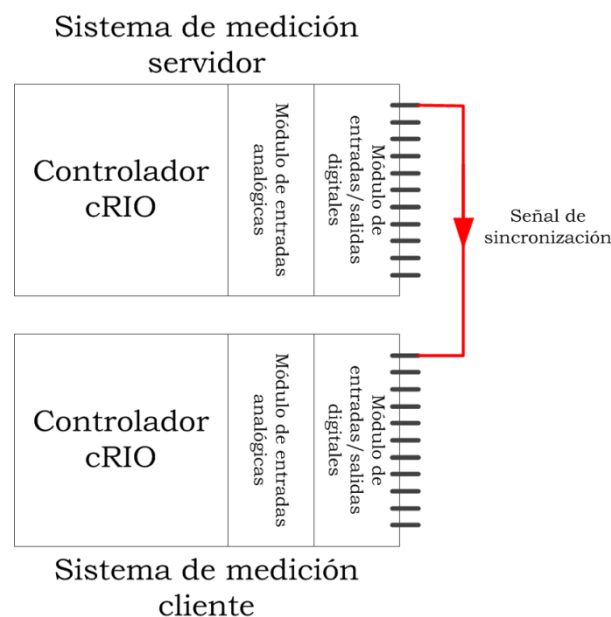 Sistema de medición
servidor
Controlador
cRIO
Módulo de entradas
analógicas
Módulo de
entradas/salidas
digitales
Señal de
sincronización
Controlador
cRIO
Módulo de entradas
analógicas
Módulo de
entradas/salidas
digitales
Sistema de medición
cliente